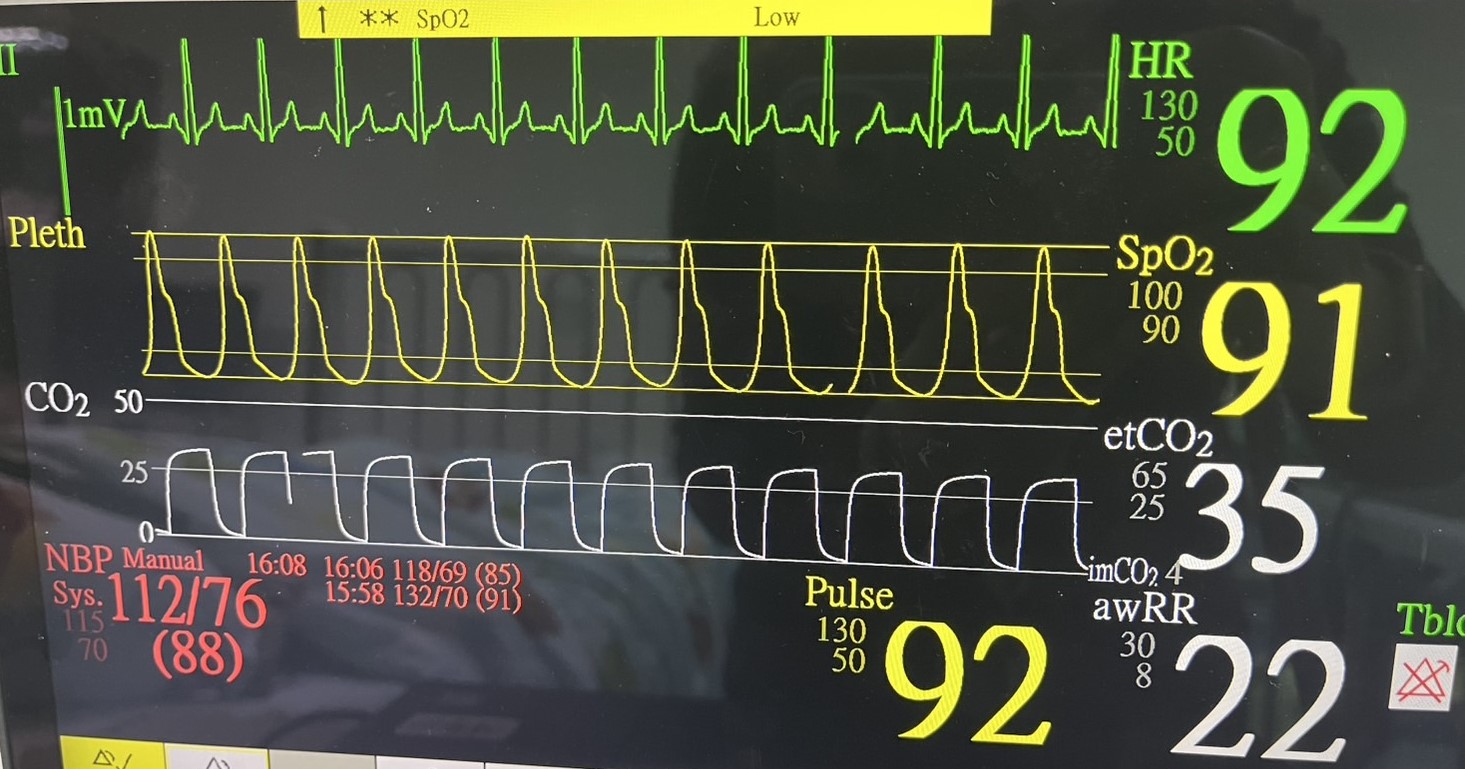 ↑ ** SpO2 Low
II
1mV
HR
130
50
92
Pleth
SpO2
100
90
91
CO2 50
25
0
etCO2
65
25
35
imCO2 4
NBP Manual 16:08 16:06 118/69 (85)
15:58 132/70 (91)
Sys.
115
70
112/76
(88)
Pulse
130
50
92
awRR
30
8
22